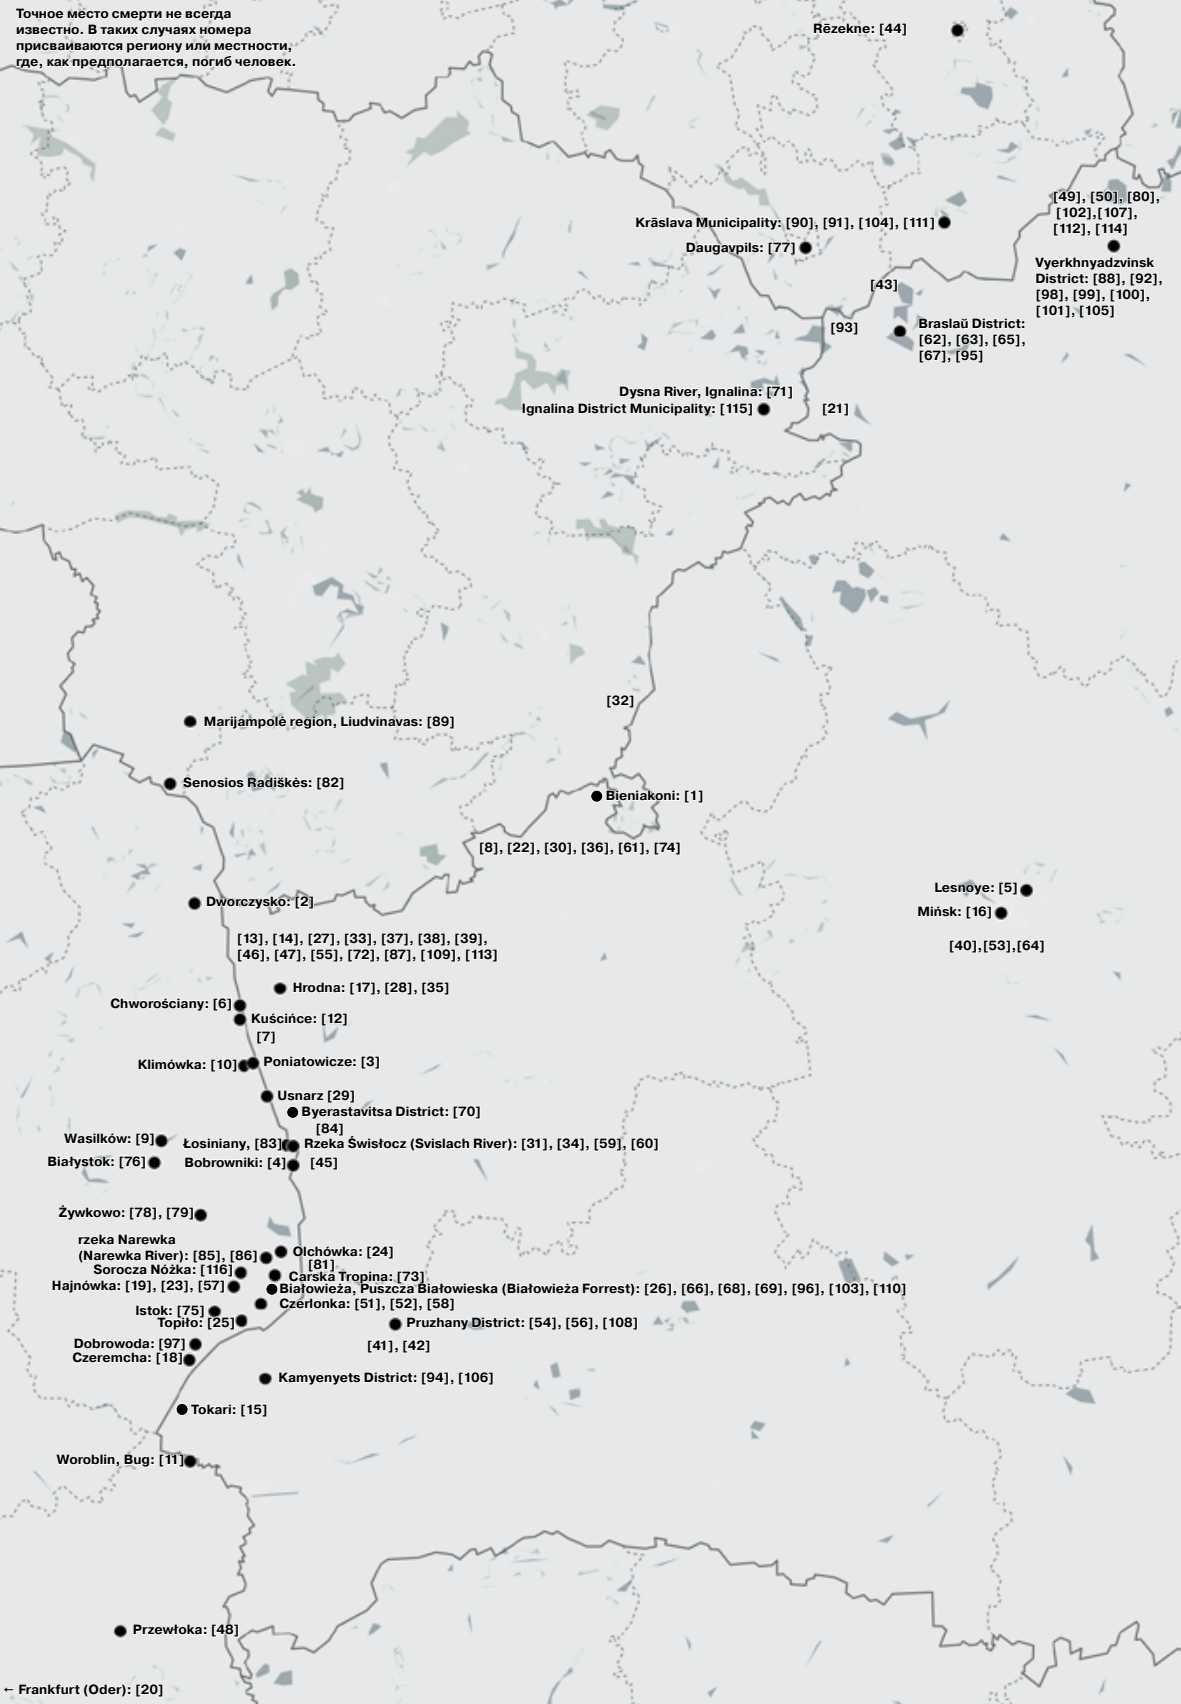 Точное место смерти не всегда
известно. В таких случаях номера
присваиваются региону или местности,
где, как предполагается, погиб человек.
Rēzekne: [44]
[49], [50], [80],
[102],[107],
[112], [114]
Krāslava Municipality: [90], [91], [104], [111]
Daugavpils: [77]
Vyerkhnyadzvinsk
District: [88], [92],
[98], [99], [100],
[101], [105]
[43]
[93]
Braslaŭ District:
[62], [63], [65],
[67], [95]
Dysna River, Ignalina: [71]
Ignalina District Municipality: [115]
[21]
[32]
Marijampolė region, Liudvinavas: [89]
Senosios Radiškės: [82]
Bieniakoni: [1]
[8], [22], [30], [36], [61], [74]
Lesnoye: [5]
Mińsk: [16]
[40],[53],[64]
Dworczysko: [2]
[13], [14], [27], [33], [37], [38], [39],
[46], [47], [55], [72], [87], [109], [113]
Hrodna: [17], [28], [35]
Chworościany: [6]
Kuścińce: [12]
[7]
Klimówka: [10]
Poniatowicze: [3]
Usnarz [29]
Byerastavitsa District: [70]
[84]
Wasilków: [9]
Łosiniany, [83]
Rzeka Świsłocz (Svislach River): [31], [34], [59], [60]
Białystok: [76]
Bobrowniki: [4]
[45]
Żywkowo: [78], [79]
rzeka Narewka
(Narewka River): [85], [86]
Olchówka: [24]
[81]
Sorocza Nóżka: [116]
Carska Tropina: [73]
Hajnówka: [19], [23], [57]
Białowieża, Puszcza Białowieska (Białowieża Forrest): [26], [66], [68], [69], [96], [103], [110]
Czerlonka: [51], [52], [58]
Istok: [75]
Topiło: [25]
Pruzhany District: [54], [56], [108]
[41], [42]
Dobrowoda: [97]
Czeremcha: [18]
Kamyenyets District: [94], [106]
Tokari: [15]
Woroblin, Bug: [11]
Przewłoka: [48]
← Frankfurt (Oder): [20]